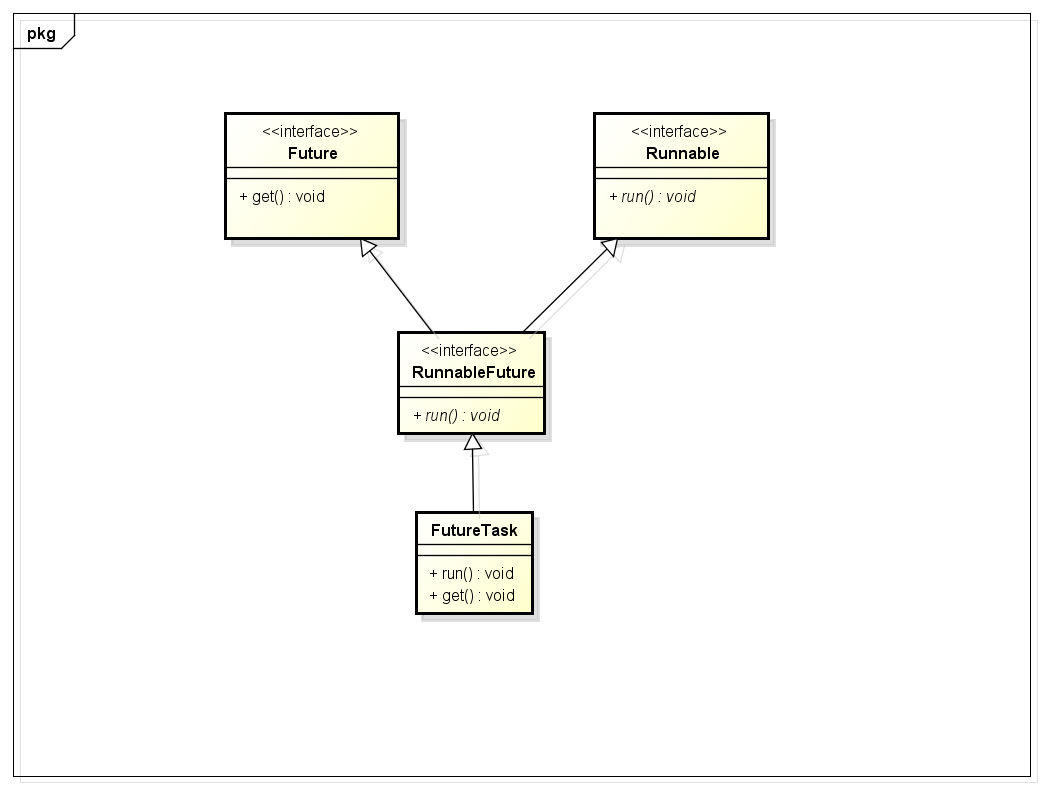 pkg
<<interface>>
Future
+ get() : void
<<interface>>
Runnable
+ run() : void
<<interface>>
RunnableFuture
+ run() : void
FutureTask
+ run() : void
+ get() : void